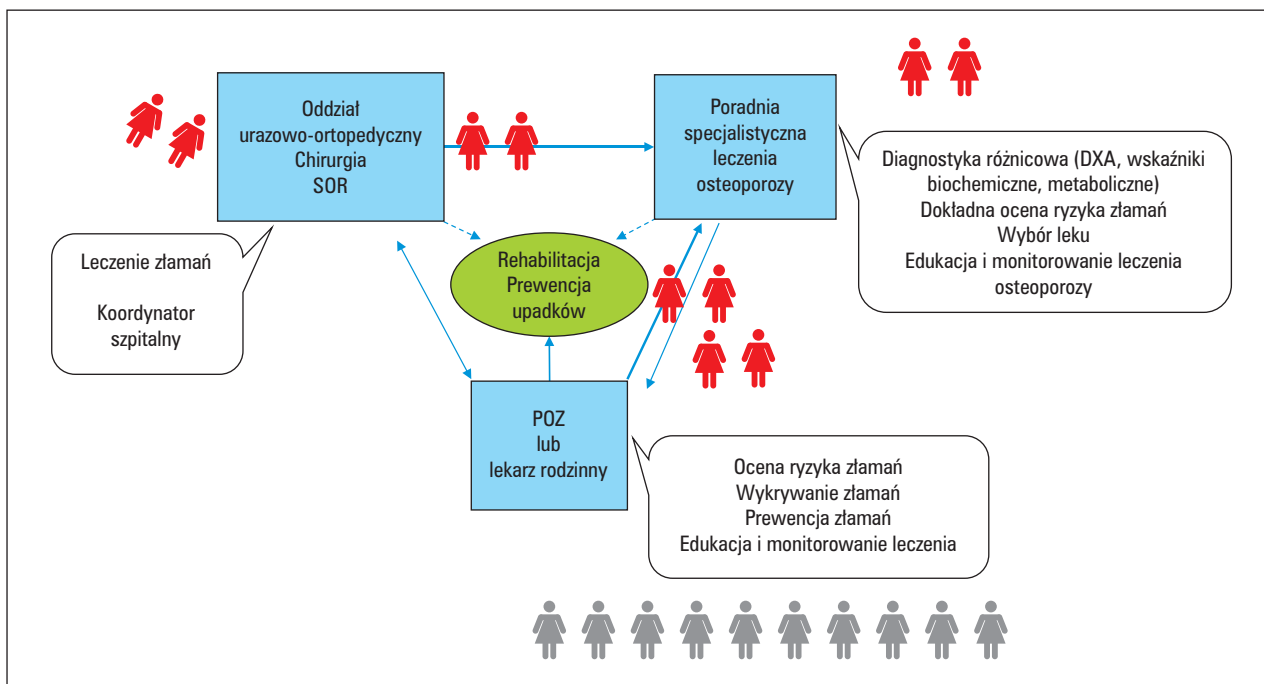 Oddział
urazowo-ortopedyczny
Chirurgia
SOR
Poradnia
specjalistyczna
leczenia
osteoporozy
Diagnostyka różnicowa (DXA, wskaźniki
biochemiczne, metaboliczne)
Dokładna ocena ryzyka złamań
Wybór leku
Edukacja i monitorowanie leczenia
osteoporozy
Leczenie złamań
Koordynator
szpitalny
Rehabilitacja
Prewencja
upadków
POZ
lub
lekarz rodzinny
Ocena ryzyka złamań
Wykrywanie złamań
Prewencja złamań
Edukacja i monitorowanie leczenia